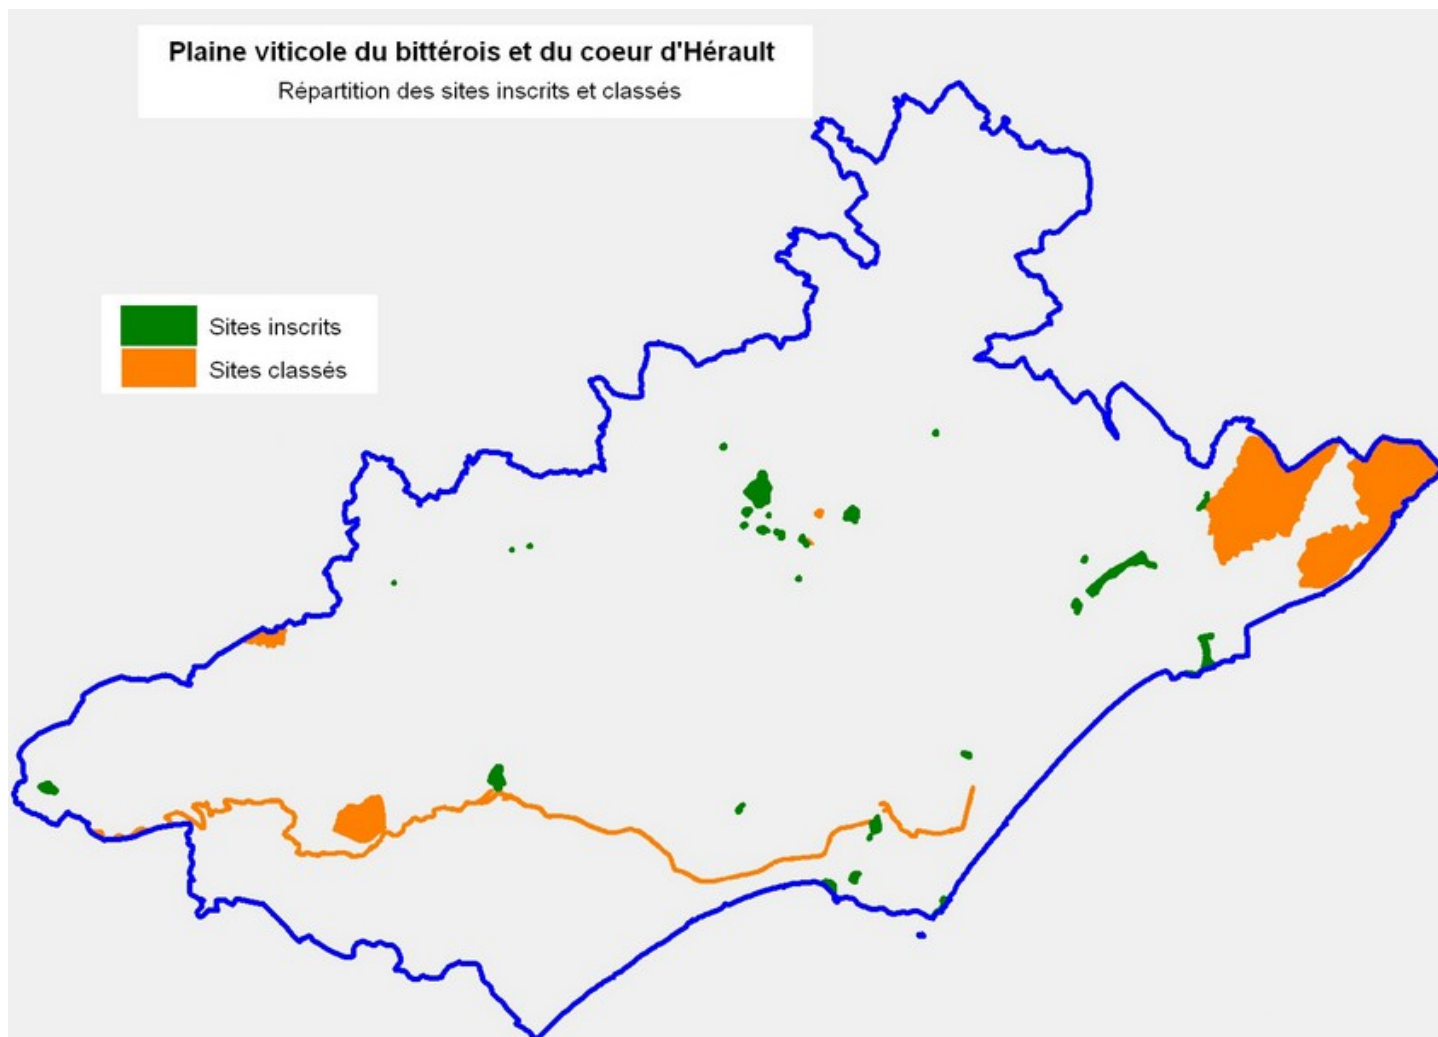 Plaine viticole du bittérois et du coeur d'Hérault
Répartition des sites inscrits et classés
Sites inscrits
Sites classés